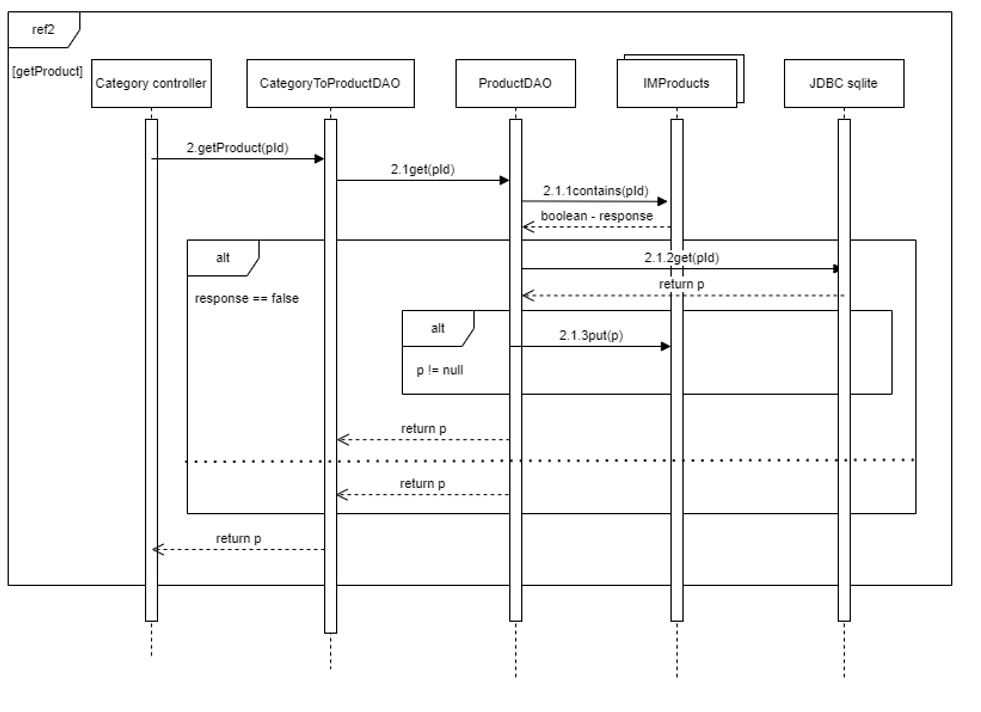 ref2
[getProduct]
Category controller
CategoryToProductDAO
ProductDAO
IMProducts
JDBC sqlite
2.getProduct(pId)
2.1get(pId)
2.1.1contains(pId)
boolean - response
alt
2.1.2get(pId)
return p
response == false
alt
2.1.3put(p)
p != null
return p
return p
return p